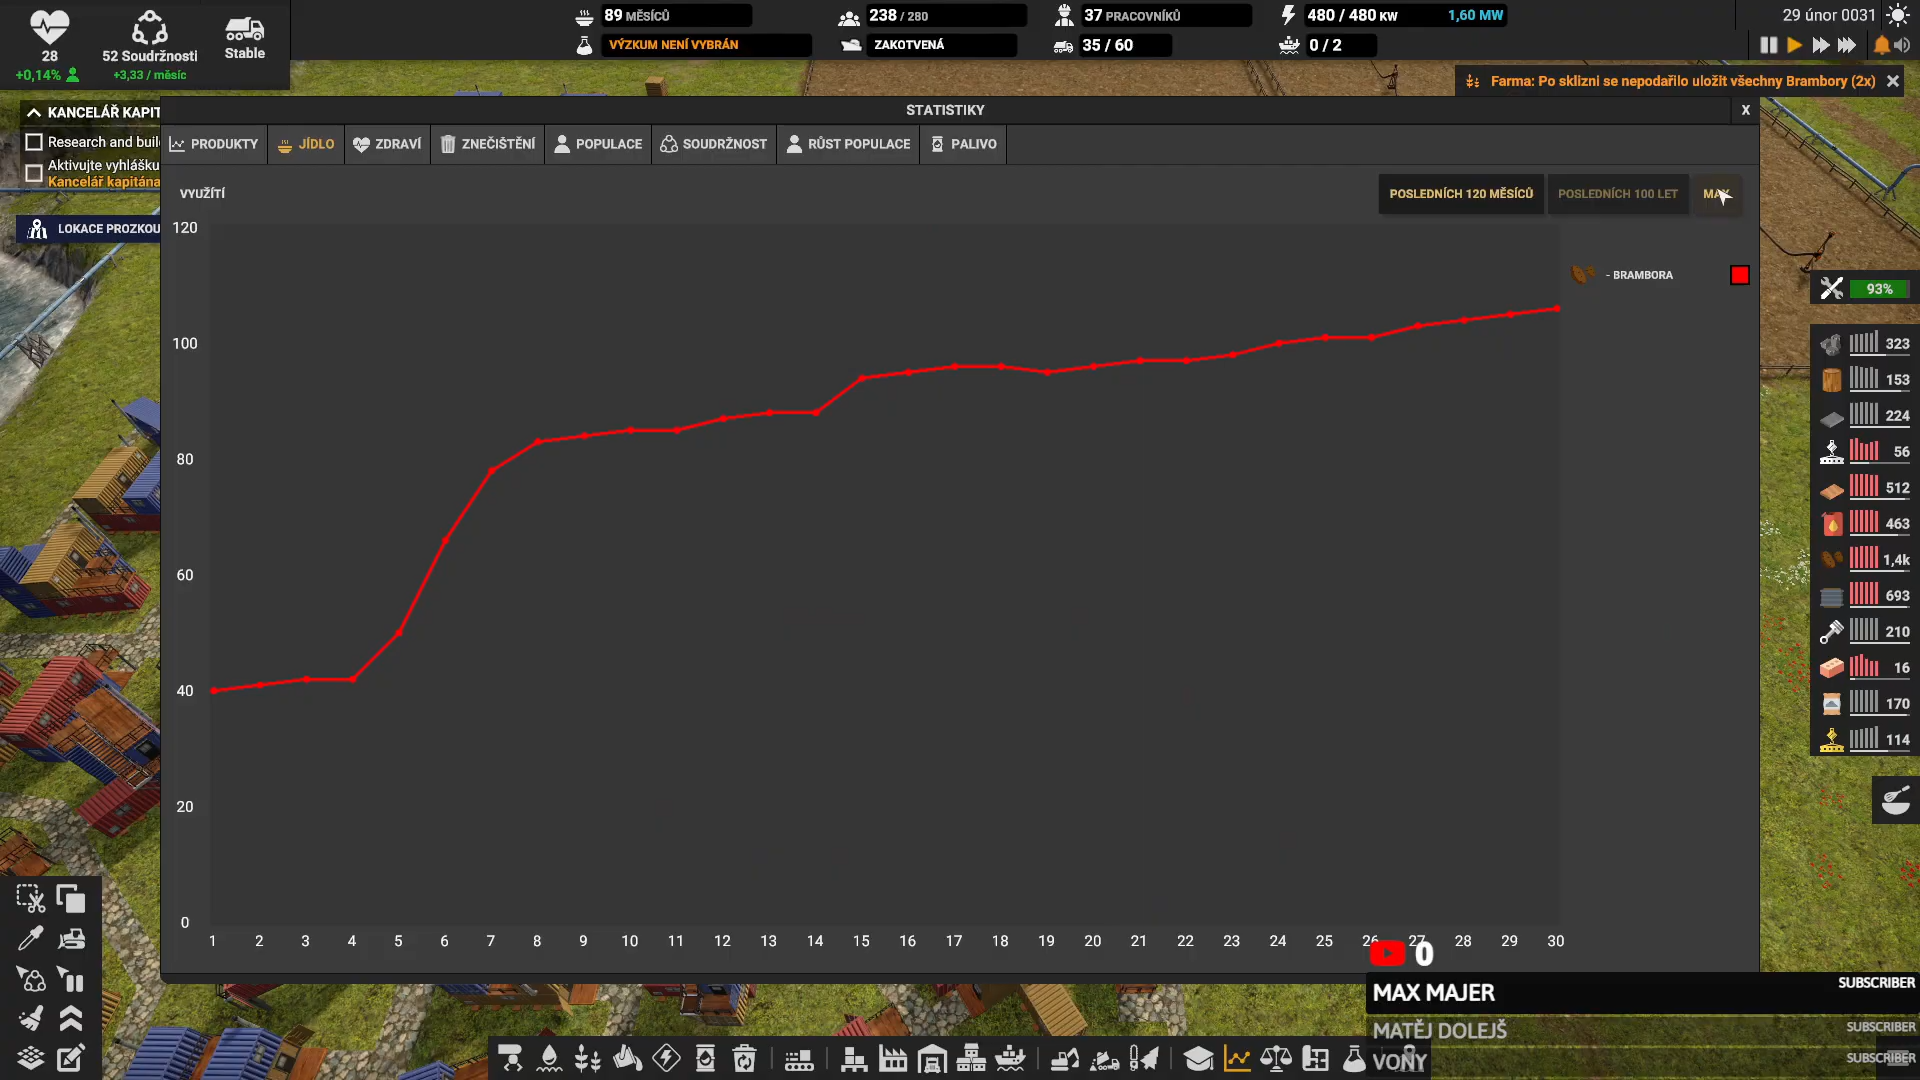 28
+0,14%
52 Soudržnosti
+3,33 / měsíc
Stable
89 MĚSÍCŮ
VÝZKUM NENÍ VYBRÁN
238 / 280
ZAKOTVENÁ
37 PRACOVNÍKŮ
35 / 60
480 / 480 KW
1,60 MW
0 / 2
29 únor 0031
Farma: Po sklizni se nepodařilo uložit všechny Brambory (2x)
KANCELÁŘ KAPIT
Research and buil
Aktivujte vyhlášku
Kancelář kapitána
LOKACE PROZKOU
STATISTIKY
X
PRODUKTY
JÍDLO
ZDRAVÍ
ZNEČIŠTĚNÍ
POPULACE
SOUDRŽNOST
RŮST POPULACE
PALIVO
VYUŽÍTÍ
POSLEDNÍCH 120 MĚSÍCŮ
POSLEDNÍCH 100 LET
MAX
120
100
80
60
40
20
0
- BRAMBORA
1 2 3 4 5 6 7 8 9 10 11 12 13 14 15 16 17 18 19 20 21 22 23 24 25 26 27 28 29 30
93%
323
153
224
56
512
463
1,4k
693
210
16
170
114
0
MAX MAJER
SUBSCRIBER
MATĚJ DOLEJŠ
SUBSCRIBER
VONY
SUBSCRIBER